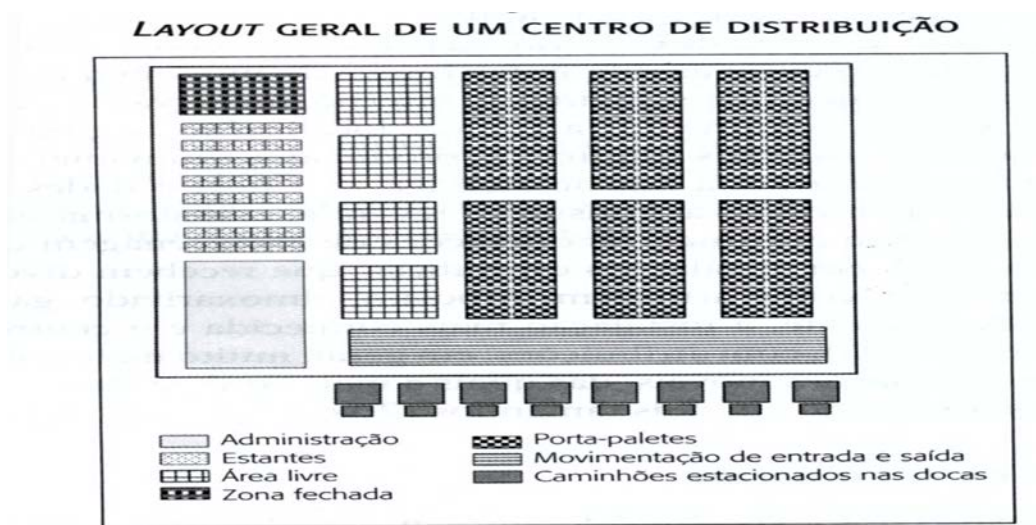 LAYOUT GERAL DE UM CENTRO DE DISTRIBUIÇÃO
Administração
Estantes
Área livre
Zona fechada
Porta-paletes
Movimentação de entrada e saída
Caminhões estacionados nas docas